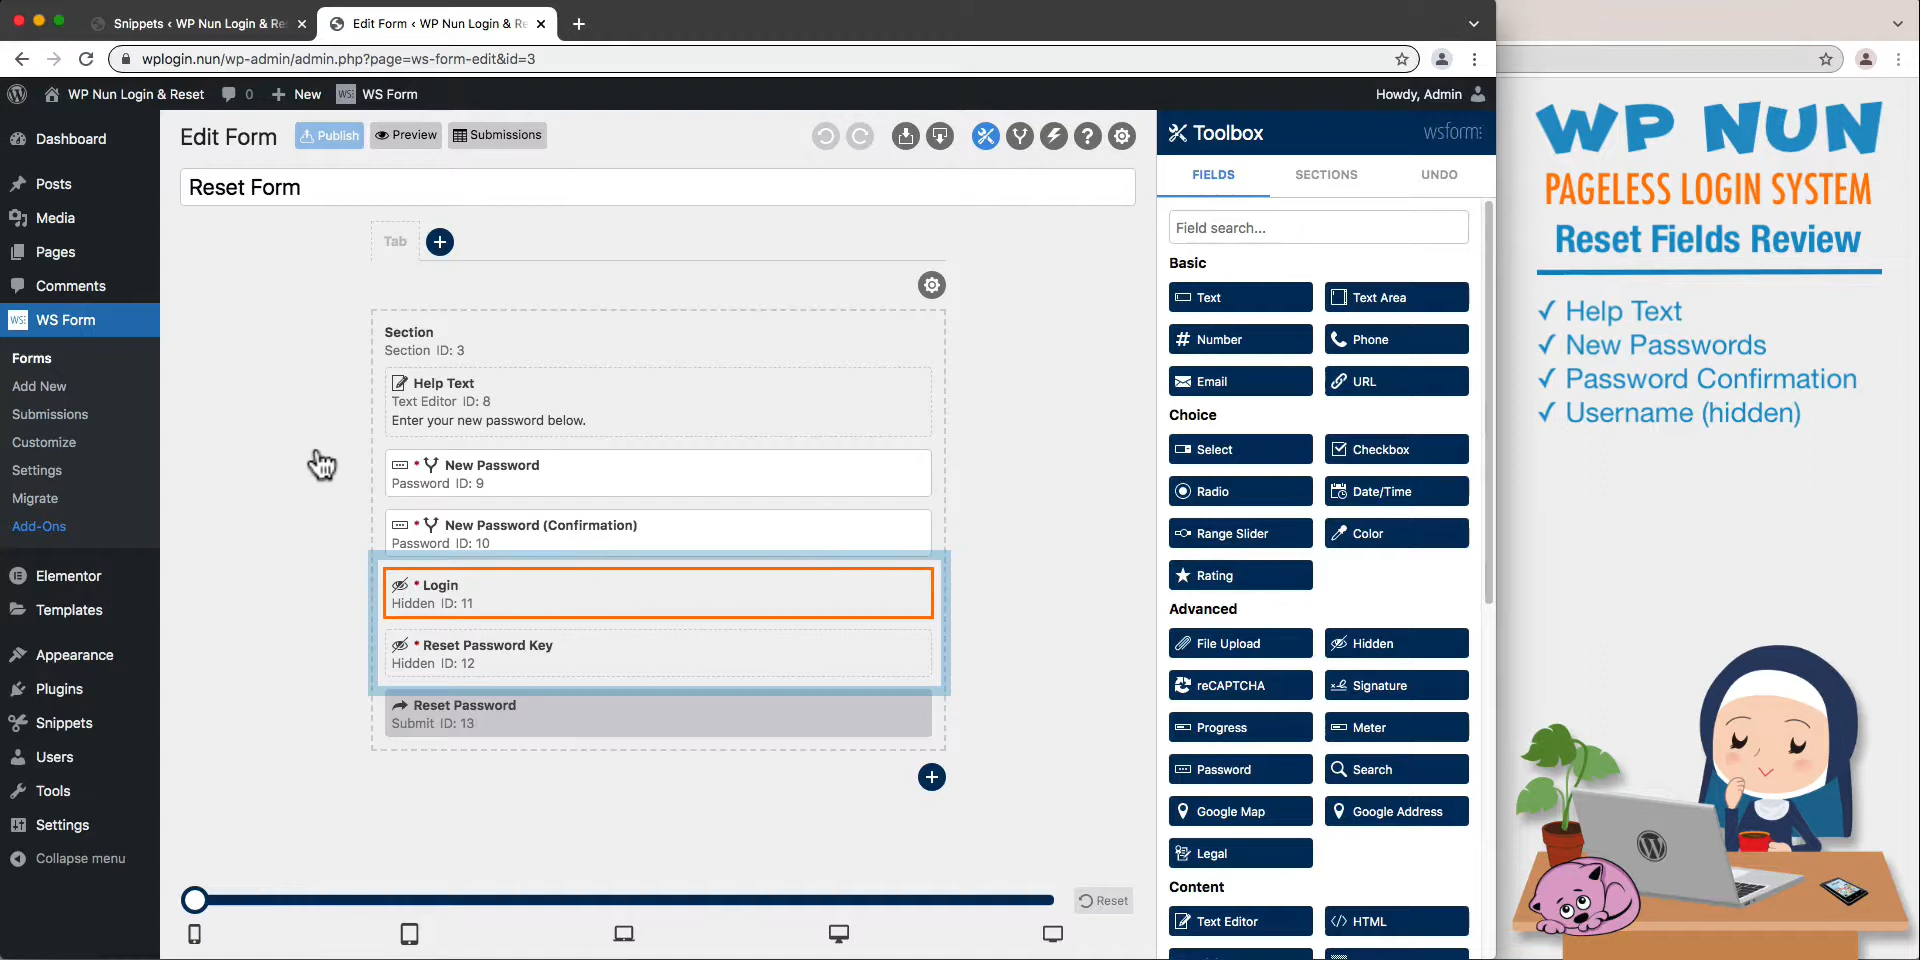 Snippets ‹ WP Nun Login & Re
Edit Form ‹ WP Nun Login & Re
wplogin.nun/wp-admin/admin.php?page=ws-form-edit&id=3
WP Nun Login & Reset
0
New
WS Form
Howdy, Admin
Dashboard
Posts
Media
Pages
Comments
WS Form
Forms
Add New
Submissions
Customize
Settings
Migrate
Add-Ons
Elementor
Templates
Appearance
Plugins
Snippets
Users
Tools
Settings
Collapse menu
Edit Form
Publish
Preview
Submissions
Reset Form
Tab
Section
Section ID: 3
Help Text
Text Editor ID: 8
Enter your new password below.
* New Password
Password ID: 9
* New Password (Confirmation)
Password ID: 10
* Login
Hidden ID: 11
* Reset Password Key
Hidden ID: 12
Reset Password
Submit ID: 13
Reset
Toolbox
wsform
FIELDS
SECTIONS
UNDO
Field search...
Basic
Text
Text Area
Number
Phone
Email
URL
Choice
Select
Checkbox
Radio
Date/Time
Range Slider
Color
Rating
Advanced
File Upload
Hidden
reCAPTCHA
Signature
Progress
Meter
Password
Search
Google Map
Google Address
Legal
Content
Text Editor
HTML
WP NUN
PAGELESS LOGIN SYSTEM
Reset Fields Review
✓ Help Text
✓ New Passwords
✓ Password Confirmation
✓ Username (hidden)